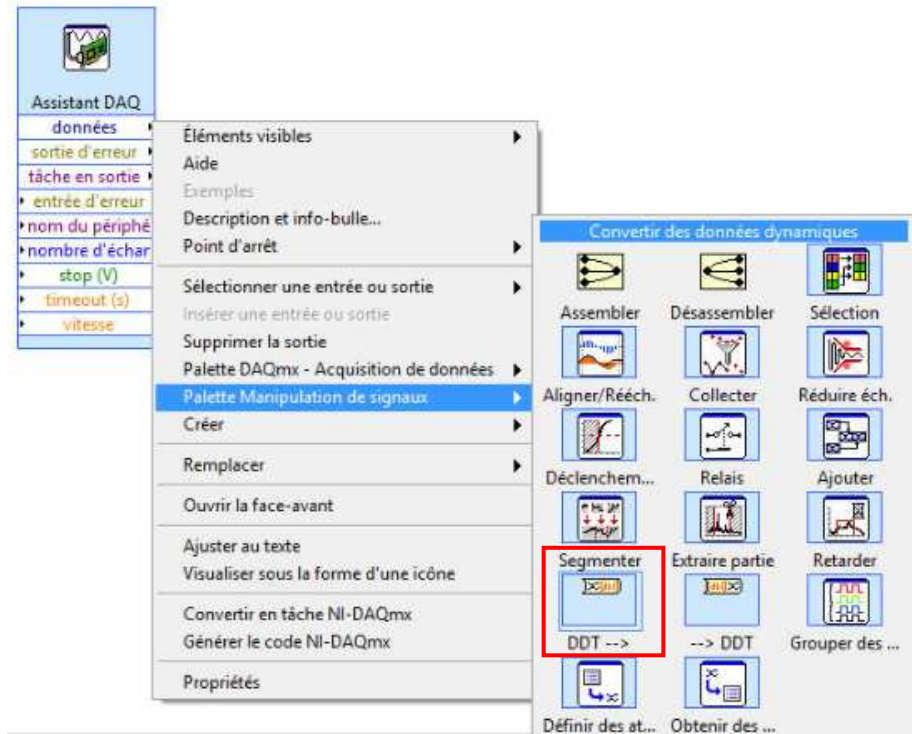 Assistant DAQ
données
sortie d'erreur
tâche en sortie
entrée d'erreur
nom du périphé
nombre d'échar
stop (V)
timeout (s)
vitesse
Éléments visibles
Aide
Exemples
Description et info-bulle...
Point d'arrêt
Sélectionner une entrée ou sortie
Insérer une entrée ou sortie
Supprimer la sortie
Palette DAQmx - Acquisition de données
Palette Manipulation de signaux
Créer
Remplacer
Ouvrir la face-avant
Ajuster au texte
Visualiser sous la forme d'une icône
Convertir en tâche NI-DAQmx
Générer le code NI-DAQmx
Propriétés
Convertir des données dynamiques
Assembler Désassembler Sélection
Aligner/Rééch. Collecter Réduire éch.
Déclenchem... Relais Ajouter
Segmenter Extraire partie Retarder
DDT --> --> DDT Grouper des ...
Définir des at... Obtenir des ...